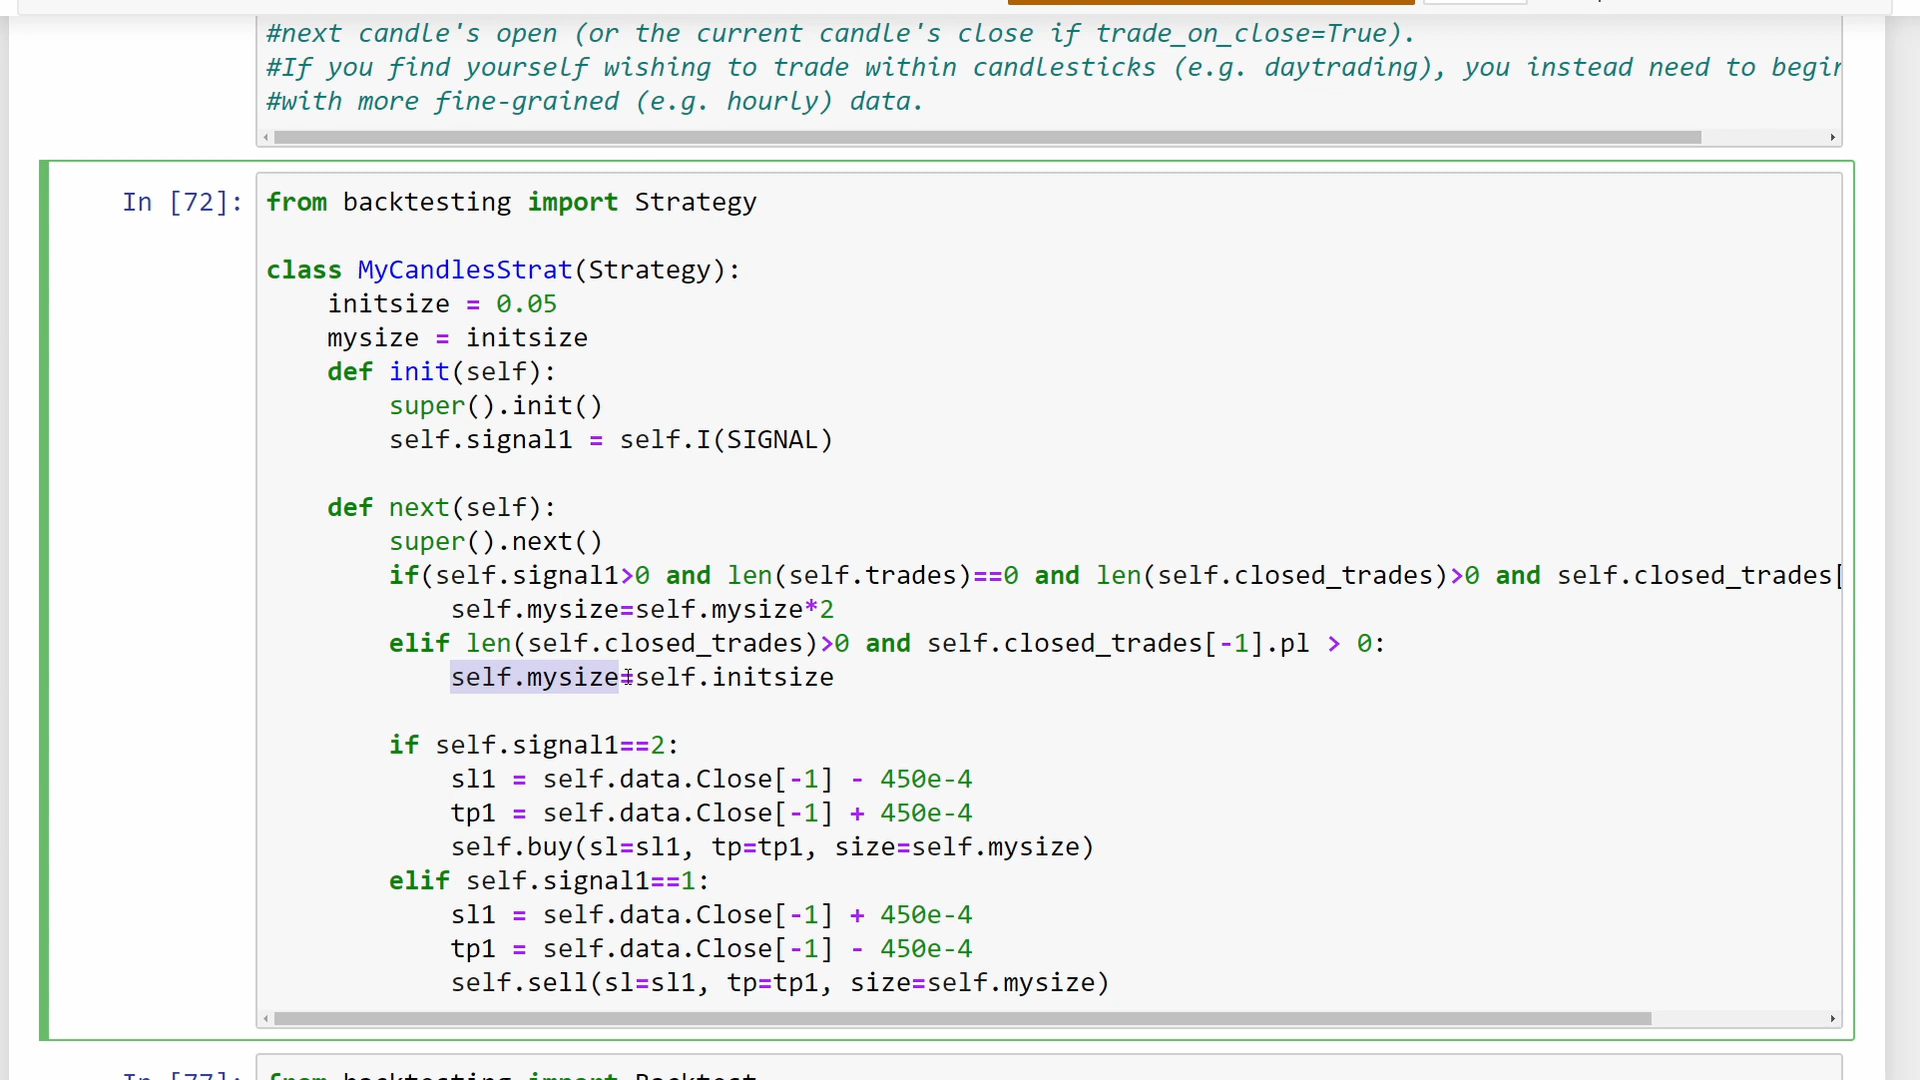 #next candle's open (or the current candle's close if trade_on_close=True).
#If you find yourself wishing to trade within candlesticks (e.g. daytrading), you instead need to begin
#with more fine-grained (e.g. hourly) data.
In [72]:
from backtesting import Strategy
class MyCandlesStrat(Strategy):
    initsize = 0.05
    mysize = initsize
    def init(self):
        super().init()
        self.signal1 = self.I(SIGNAL)
    def next(self):
        super().next()
        if(self.signal1>0 and len(self.trades)==0 and len(self.closed_trades)>0 and self.closed_trades[
            self.mysize=self.mysize*2
        elif len(self.closed_trades)>0 and self.closed_trades[-1].pl > 0:
            self.mysize=self.initsize
        if self.signal1==2:
            sl1 = self.data.Close[-1] - 450e-4
            tp1 = self.data.Close[-1] + 450e-4
            self.buy(sl=sl1, tp=tp1, size=self.mysize)
        elif self.signal1==1:
            sl1 = self.data.Close[-1] + 450e-4
            tp1 = self.data.Close[-1] - 450e-4
            self.sell(sl=sl1, tp=tp1, size=self.mysize)
In [77]:
from backtesting import Backtest